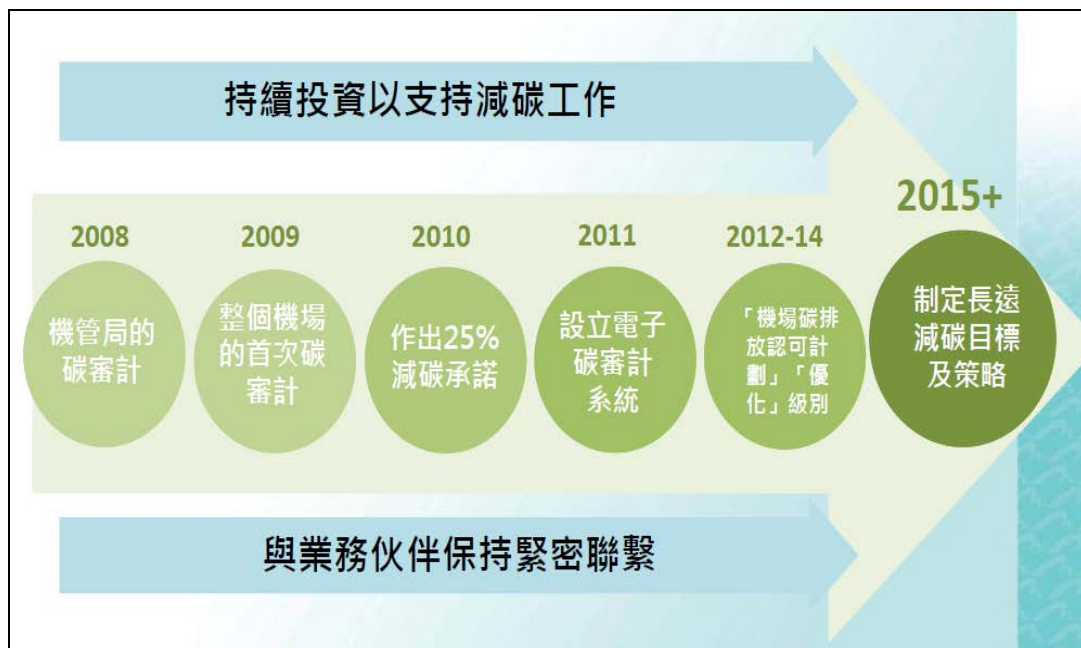 持續投資以支持減碳工作
2015+
2008
2009
2010
2011
2012-14
機管局的
碳審計
整個機場
的首次碳
審計
作出25%
減碳承諾
設立電子
碳審計
系統
「機場碳排
放認可計
劃」「優
化」級別
制定長遠
減碳目標
及策略
與業務伙伴保持緊密聯繫